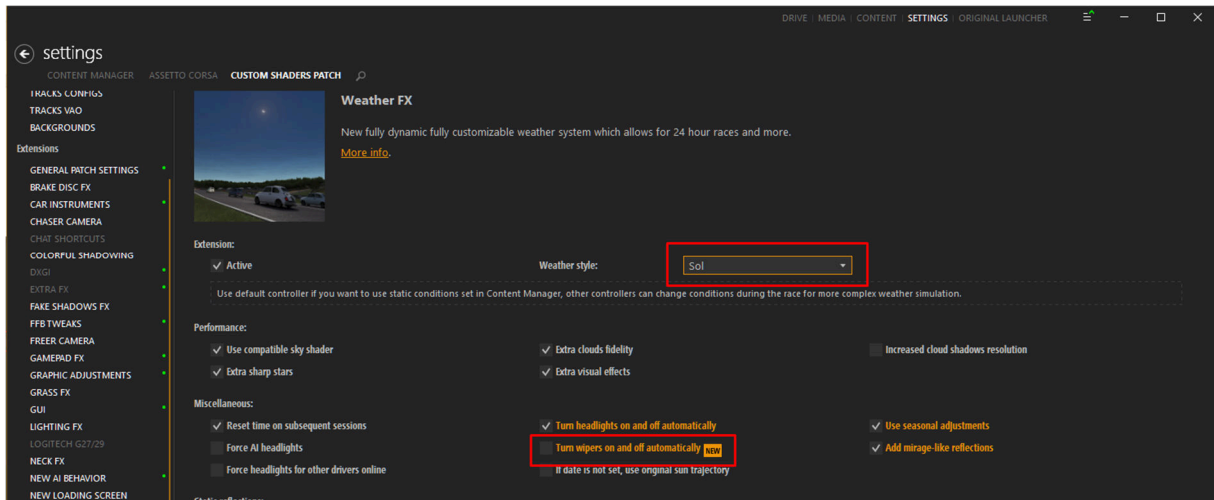 DRIVE | MEDIA | CONTENT | SETTINGS | ORIGINAL LAUNCHER
settings
CONTENT MANAGER ASSETTO CORSA CUSTOM SHADERS PATCH
TRACKS CONFIGS
TRACKS VAO
BACKGROUNDS
Extensions
GENERAL PATCH SETTINGS
BRAKE DISC FX
CAR INSTRUMENTS
CHASER CAMERA
CHAT SHORTCUTS
COLORFUL SHADOWING
DXGI
EXTRA FX
FAKE SHADOWS FX
FFB TWEAKS
FREER CAMERA
GAMEPAD FX
GRAPHIC ADJUSTMENTS
GRASS FX
GUI
LIGHTING FX
LOGITECH G27/29
NECK FX
NEW AI BEHAVIOR
NEW LOADING SCREEN
Weather FX
New fully dynamic fully customizable weather system which allows for 24 hour races and more.
More info.
Extension:
Active Weather style: Sol
Use default controller if you want to use static conditions set in Content Manager, other controllers can change conditions during the race for more complex weather simulation.
Performance:
Use compatible sky shader Extra clouds fidelity Increased cloud shadows resolution
Extra sharp stars Extra visual effects
Miscellaneous:
Reset time on subsequent sessions Turn headlights on and off automatically Use seasonal adjustments
Force AI headlights Turn wipers on and off automatically NEW Add mirage-like reflections
Force headlights for other drivers online If date is not set, use original sun trajectory
Static reflections: